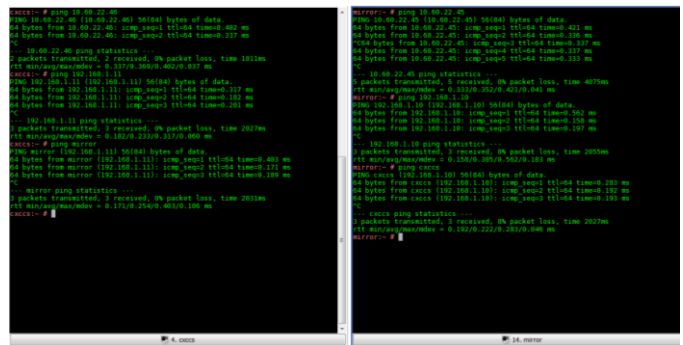 cxccs:~ # ping 10.60.22.46
PING 10.60.22.46 (10.60.22.46) 56(84) bytes of data.
64 bytes from 10.60.22.46: icmp_seq=1 ttl=64 time=0.402 ms
64 bytes from 10.60.22.46: icmp_seq=2 ttl=64 time=0.337 ms
^C
--- 10.60.22.46 ping statistics ---
2 packets transmitted, 2 received, 0% packet loss, time 1011ms
rtt min/avg/max/mdev = 0.337/0.369/0.402/0.037 ms
cxccs:~ # ping 192.168.1.11
PING 192.168.1.11 (192.168.1.11) 56(84) bytes of data.
64 bytes from 192.168.1.11: icmp_seq=1 ttl=64 time=0.317 ms
64 bytes from 192.168.1.11: icmp_seq=2 ttl=64 time=0.182 ms
64 bytes from 192.168.1.11: icmp_seq=3 ttl=64 time=0.201 ms
^C
--- 192.168.1.11 ping statistics ---
3 packets transmitted, 3 received, 0% packet loss, time 2027ms
rtt min/avg/max/mdev = 0.182/0.233/0.317/0.060 ms
cxccs:~ # ping mirror
PING mirror (192.168.1.11) 56(84) bytes of data.
64 bytes from mirror (192.168.1.11): icmp_seq=1 ttl=64 time=0.403 ms
64 bytes from mirror (192.168.1.11): icmp_seq=2 ttl=64 time=0.171 ms
64 bytes from mirror (192.168.1.11): icmp_seq=3 ttl=64 time=0.189 ms
^C
--- mirror ping statistics ---
3 packets transmitted, 3 received, 0% packet loss, time 2031ms
rtt min/avg/max/mdev = 0.171/0.254/0.403/0.106 ms
cxccs:~ #
4. cxccs
mirror:~ # ping 10.60.22.45
PING 10.60.22.45 (10.60.22.45) 56(84) bytes of data.
64 bytes from 10.60.22.45: icmp_seq=1 ttl=64 time=0.421 ms
64 bytes from 10.60.22.45: icmp_seq=2 ttl=64 time=0.336 ms
^C64 bytes from 10.60.22.45: icmp_seq=3 ttl=64 time=0.337 ms
64 bytes from 10.60.22.45: icmp_seq=4 ttl=64 time=0.337 ms
64 bytes from 10.60.22.45: icmp_seq=5 ttl=64 time=0.333 ms
^C
--- 10.60.22.45 ping statistics ---
5 packets transmitted, 5 received, 0% packet loss, time 4075ms
rtt min/avg/max/mdev = 0.333/0.352/0.421/0.041 ms
mirror:~ # ping 192.168.1.10
PING 192.168.1.10 (192.168.1.10) 56(84) bytes of data.
64 bytes from 192.168.1.10: icmp_seq=1 ttl=64 time=0.562 ms
64 bytes from 192.168.1.10: icmp_seq=2 ttl=64 time=0.158 ms
64 bytes from 192.168.1.10: icmp_seq=3 ttl=64 time=0.197 ms
^C
--- 192.168.1.10 ping statistics ---
3 packets transmitted, 3 received, 0% packet loss, time 2055ms
rtt min/avg/max/mdev = 0.158/0.305/0.562/0.183 ms
mirror:~ # ping cxccs
PING cxccs (192.168.1.10) 56(84) bytes of data.
64 bytes from cxccs (192.168.1.10): icmp_seq=1 ttl=64 time=0.283 ms
64 bytes from cxccs (192.168.1.10): icmp_seq=2 ttl=64 time=0.192 ms
64 bytes from cxccs (192.168.1.10): icmp_seq=3 ttl=64 time=0.193 ms
^C
--- cxccs ping statistics ---
3 packets transmitted, 3 received, 0% packet loss, time 2027ms
rtt min/avg/max/mdev = 0.192/0.222/0.283/0.046 ms
mirror:~ #
14. mirror